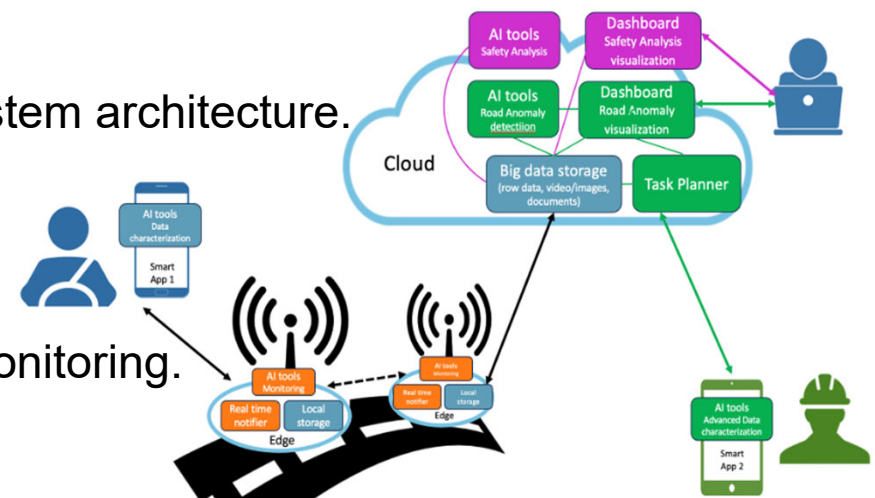 AI tools
Safety Analysis
Dashboard
Safety Analysis
visualization
stem architecture.
AI tools
Road Anomaly
detectiion
Dashboard
Road Anomaly
visualization
Cloud
Big data storage
(row data, video/images,
documents)
Task Planner
AI tools
Data
characterization
Smart
App 1
onitoring.
AI tools
Monitoring
Real time
notifier
Local
storage
Edge
AI tools
Monitoring
Real time
notifier
Local
storage
Edge
AI tools
Advanced Data
characterization
Smart
App 2